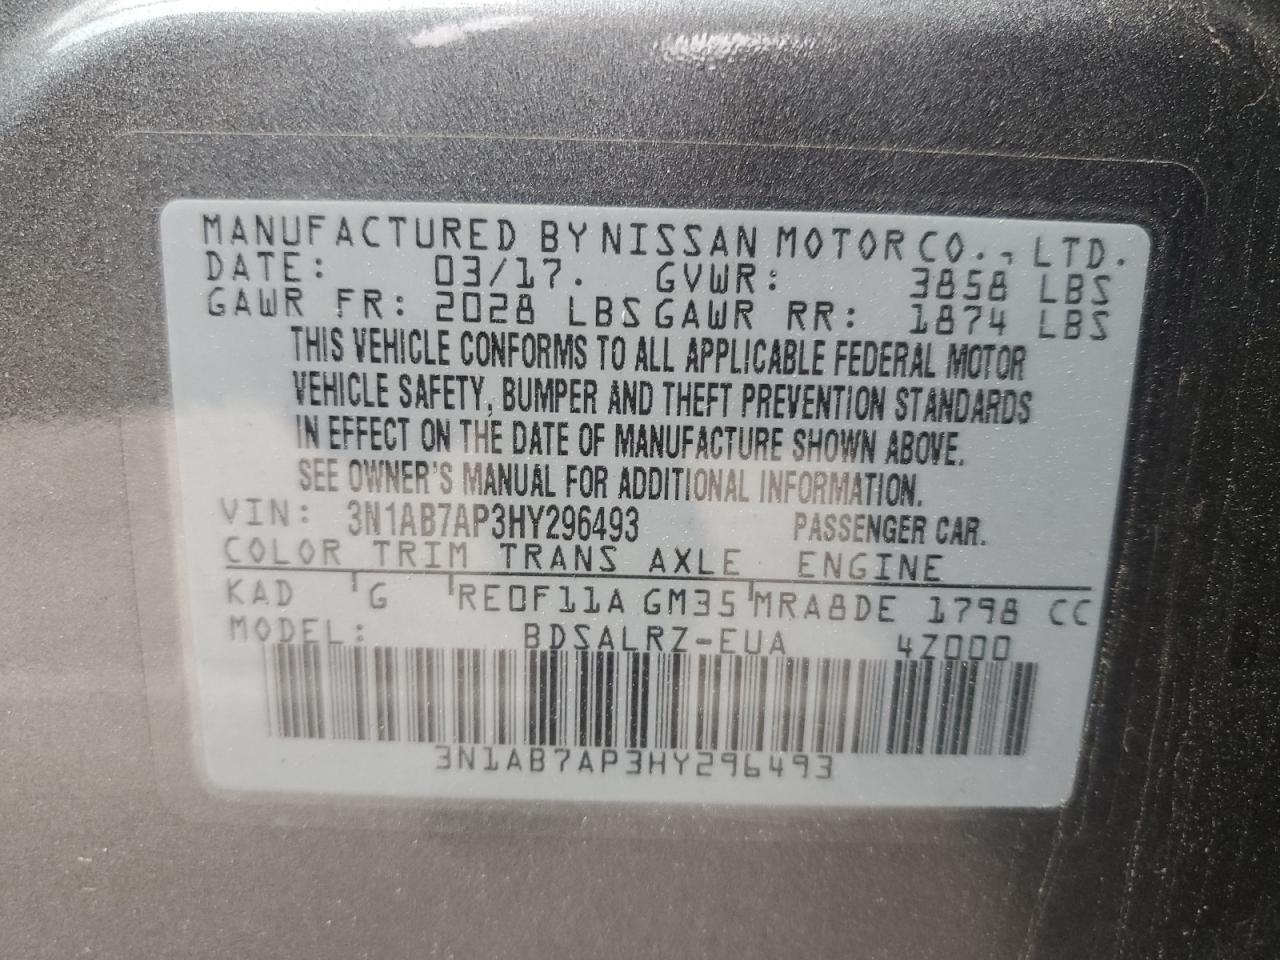 MANUFACTURED BY NISSAN MOTOR CO., LTD.
DATE: 03/17. GVWR: 3858 LBS
GAWR FR: 2028 LBS GAWR RR: 1874 LBS
THIS VEHICLE CONFORMS TO ALL APPLICABLE FEDERAL MOTOR
VEHICLE SAFETY, BUMPER AND THEFT PREVENTION STANDARDS
IN EFFECT ON THE DATE OF MANUFACTURE SHOWN ABOVE.
SEE OWNER'S MANUAL FOR ADDITIONAL INFORMATION.
VIN: 3N1AB7AP3HY296493 PASSENGER CAR.
COLOR TRIM TRANS AXLE ENGINE
KAD G RE0F11A GM35 MRA8DE 1798 CC
MODEL: BDSALRZ-EUA 4Z000
3N1AB7AP3HY296493